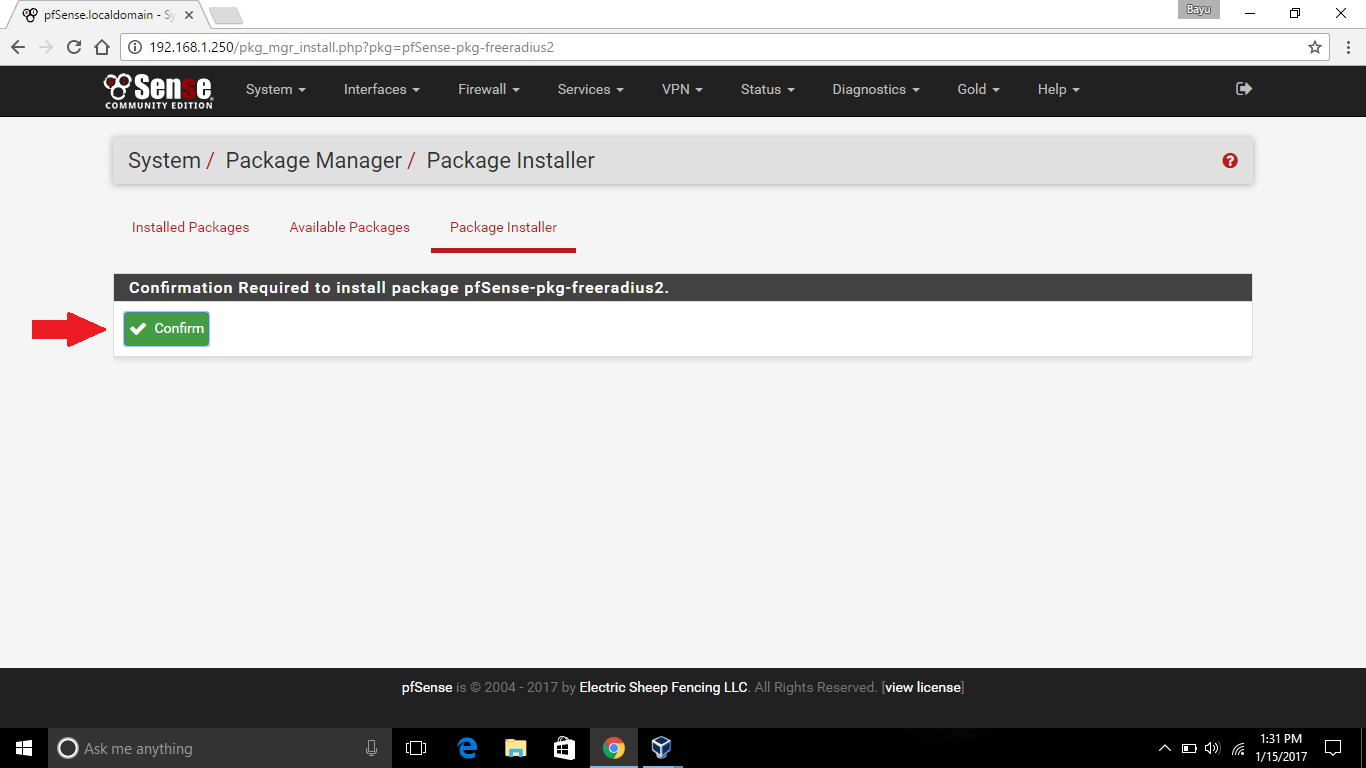 pfSense.localdomain - Sy
Bayu
192.168.1.250/pkg_mgr_install.php?pkg=pfSense-pkg-freeradius2
Sense
COMMUNITY EDITION
System Interfaces Firewall Services VPN Status Diagnostics Gold Help
System / Package Manager / Package Installer
Installed Packages Available Packages Package Installer
Confirmation Required to install package pfSense-pkg-freeradius2.
Confirm
pfSense is © 2004 - 2017 by Electric Sheep Fencing LLC. All Rights Reserved. [view license]
Ask me anything
1:31 PM
1/15/2017